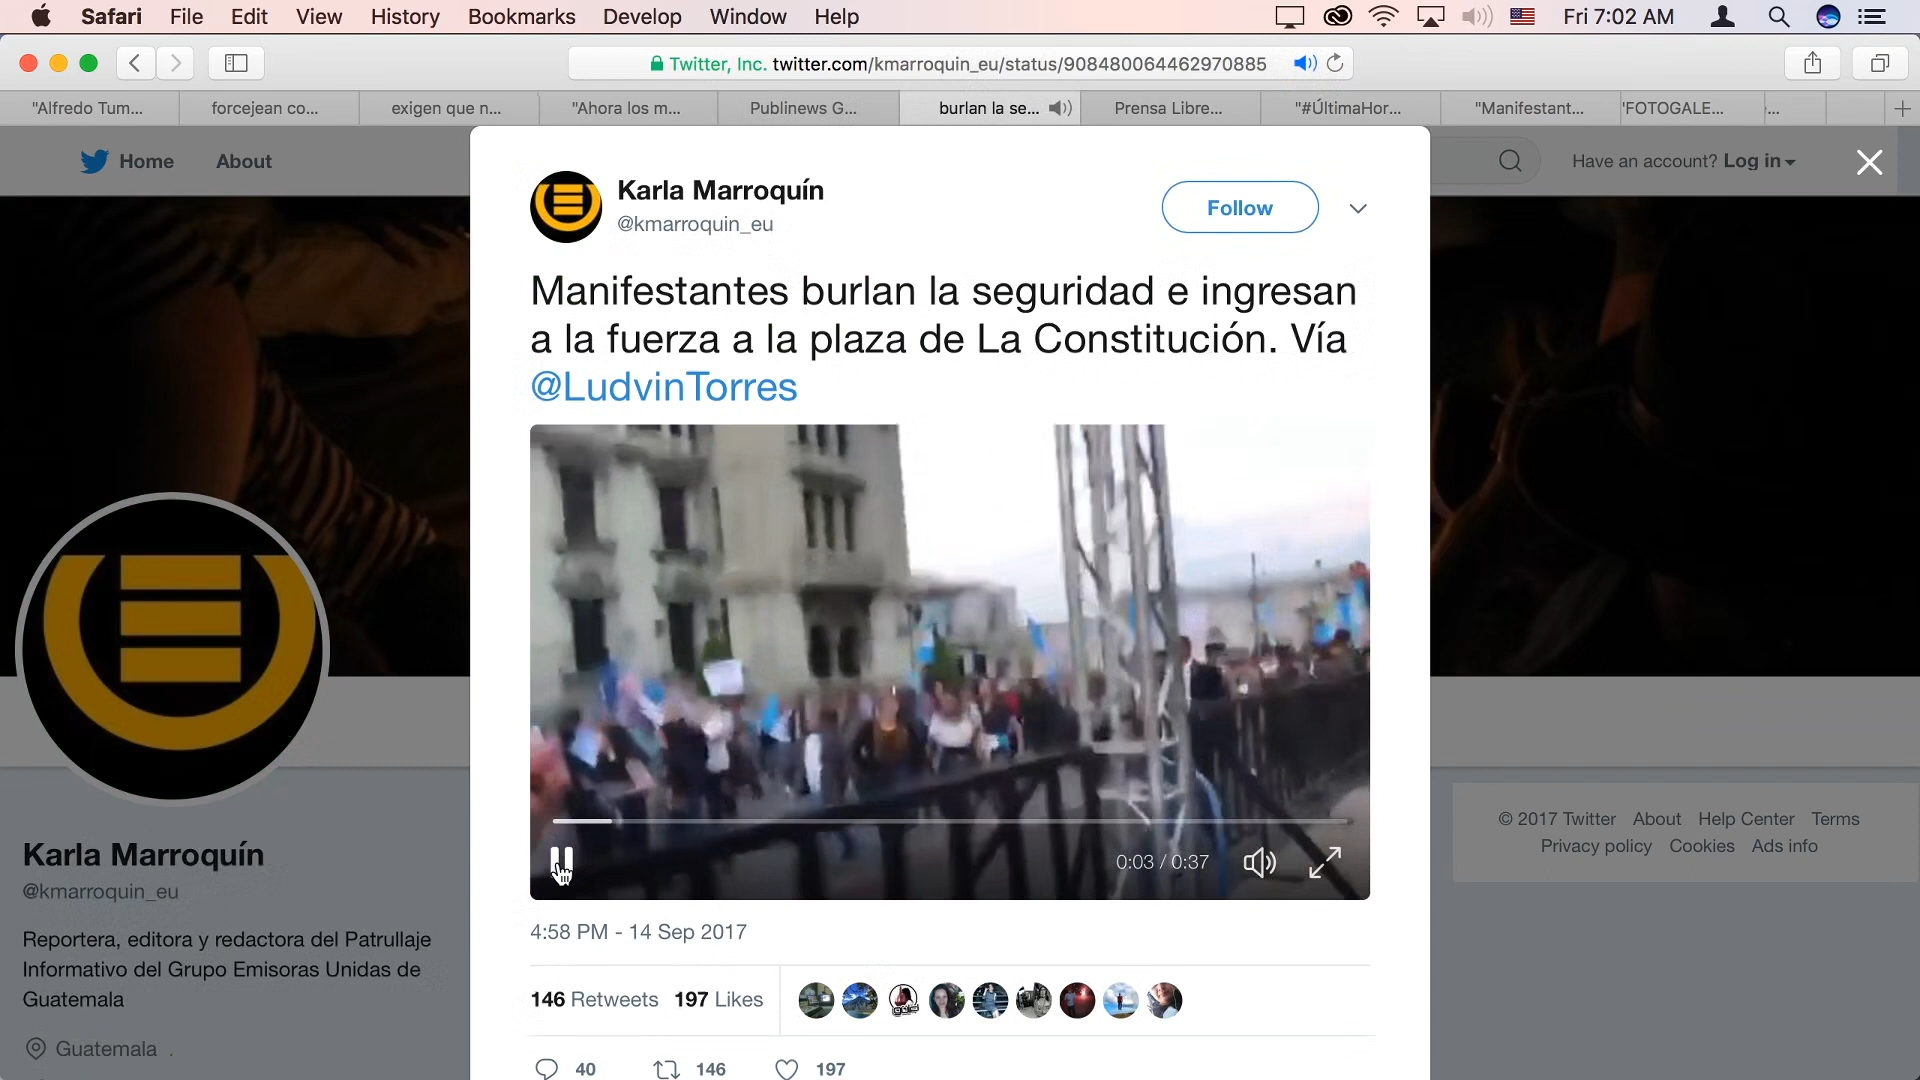 Safari File Edit View History Bookmarks Develop Window Help Fri 7:02 AM
Twitter, Inc. twitter.com/kmarroquin_eu/status/908480064462970885
"Alfredo Tum... forcejean co... exigen que n... "Ahora los m... Publinews G... burlan la se... Prensa Libre... "#ÚltimaHor... "Manifestant... 'FOTOGALE... ...
Home About Have an account? Log in
Karla Marroquín
@kmarroquin_eu
Follow
Manifestantes burlan la seguridad e ingresan
a la fuerza a la plaza de La Constitución. Vía
@LudvinTorres
0:03 / 0:37
4:58 PM - 14 Sep 2017
146 Retweets 197 Likes
40 146 197
Karla Marroquín
@kmarroquin_eu
Reportera, editora y redactora del Patrullaje
Informativo del Grupo Emisoras Unidas de
Guatemala
Guatemala .
© 2017 Twitter About Help Center Terms
Privacy policy Cookies Ads info